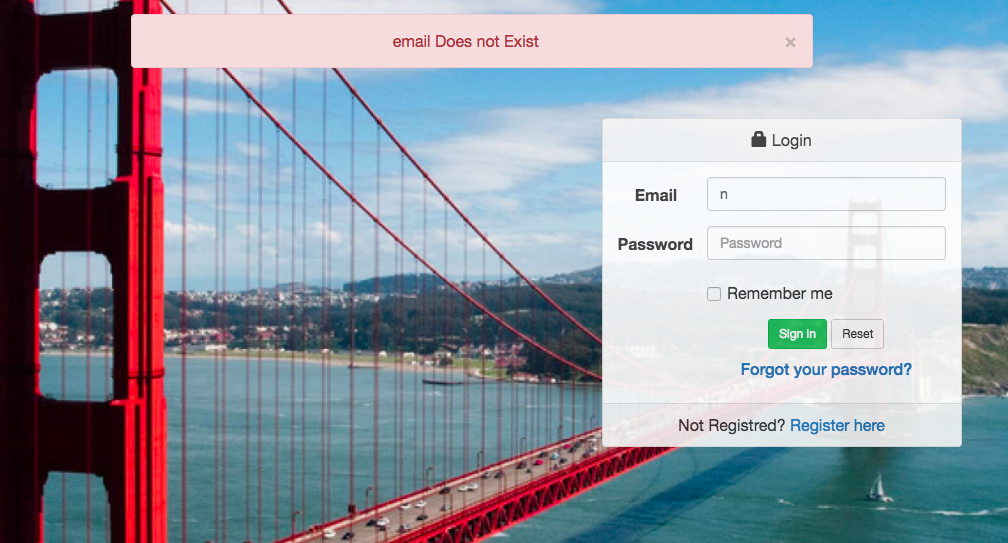 email Does not Exist ×
Login
Email n
Password Password
Remember me
Sign in Reset
Forgot your password?
Not Registred? Register here